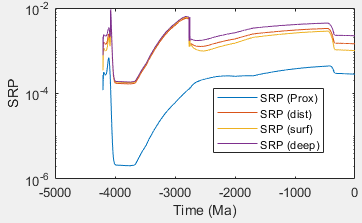 10⁻²
10⁻⁴
10⁻⁶
SRP
SRP (Prox)
SRP (dist)
SRP (surf)
SRP (deep)
-5000 -4000 -3000 -2000 -1000 0
Time (Ma)